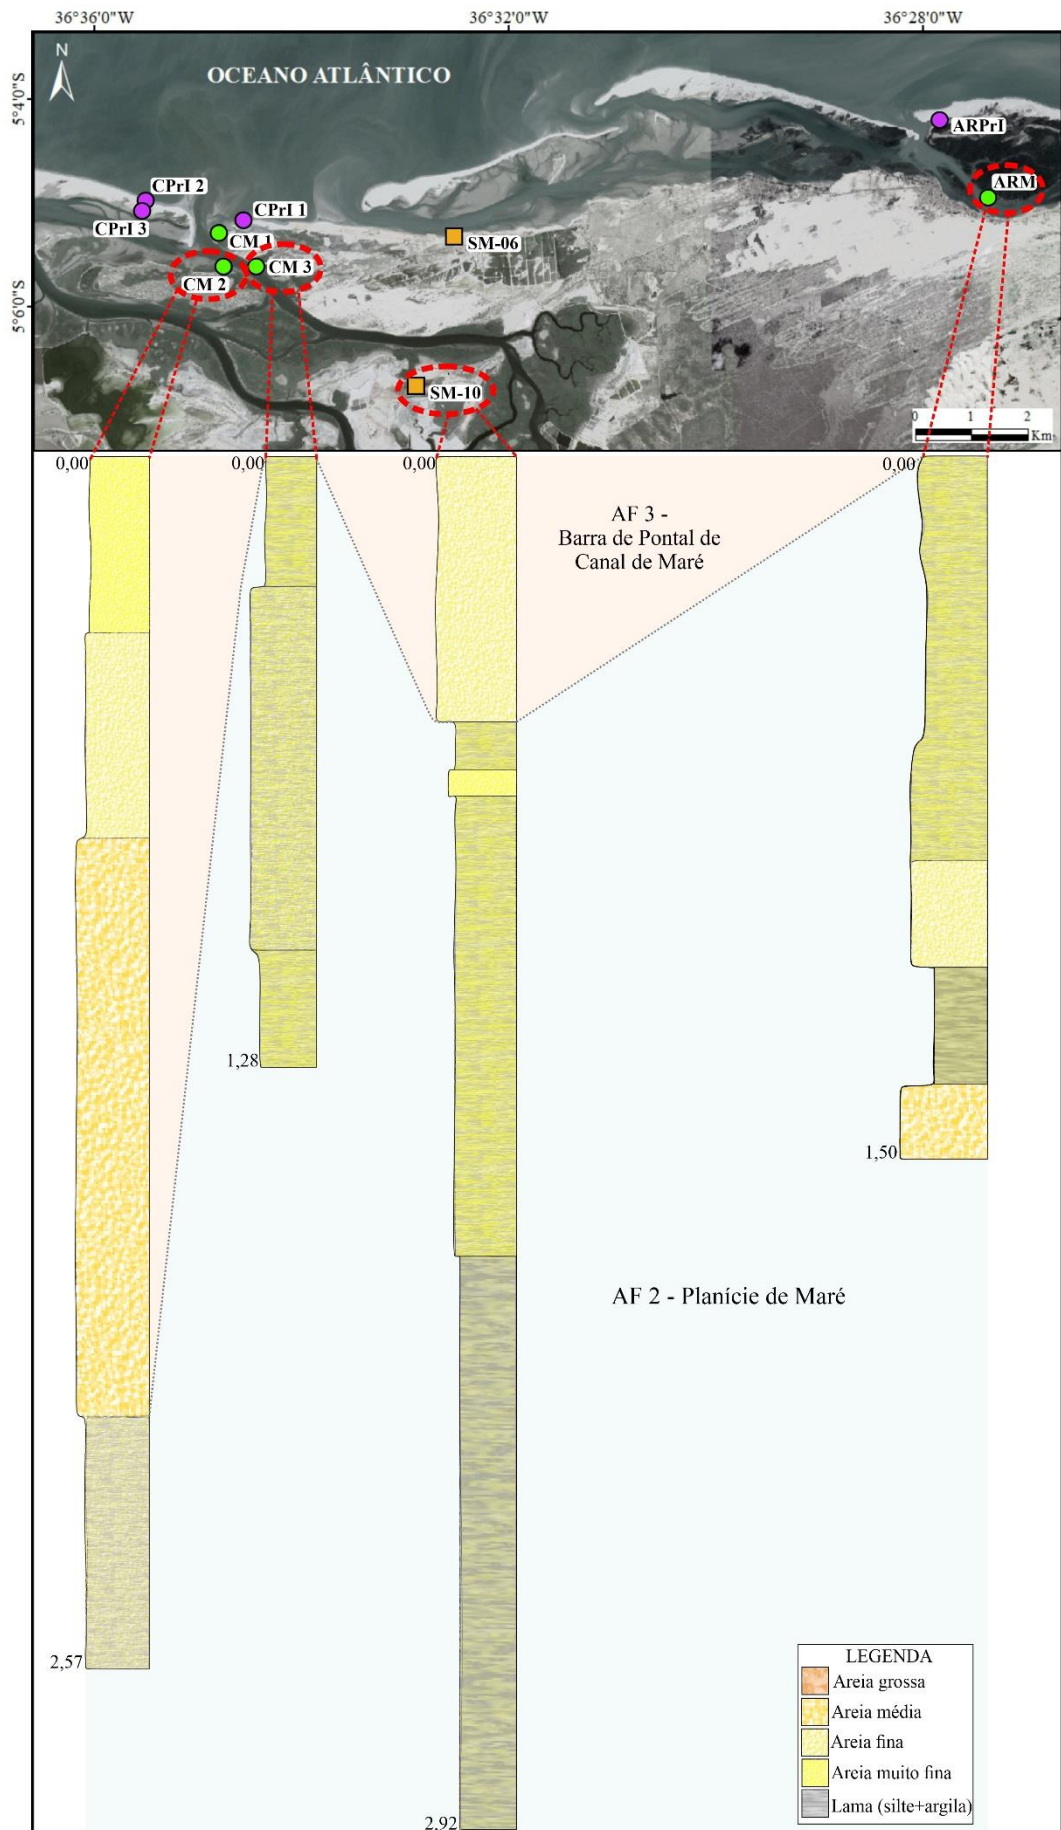 36°36'0"W
36°32'0"W
36°28'0"W
5°4'0"S
5°6'0"S
N
OCEANO ATLÂNTICO
ARPrI
ARM
CPrI 2
CPrI 3
CPrI 1
CM 1
CM 2
CM 3
SM-06
SM-10
0 1 2
Km
0,00
0,00
0,00
0,00
AF 3 -
Barra de Pontal de
Canal de Maré
1,28
1,50
AF 2 - Planície de Maré
2,57
2,92
LEGENDA
Areia grossa
Areia média
Areia fina
Areia muito fina
Lama (silte+argila)